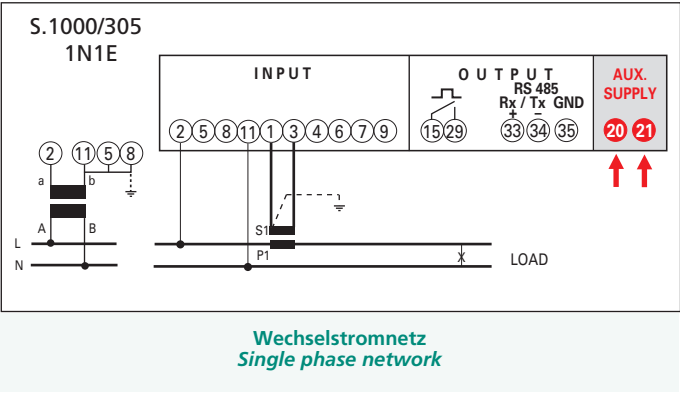 S.1000/305
1N1E
INPUT
OUTPUT
RS 485
Rx / Tx GND
+ –
AUX.
SUPPLY
2 5 8 11 1 3 4 6 7 9
15 29
33 34 35
20 21
2 11 5 8
a b
A B
S1
P1
L
N
X
LOAD
Wechselstromnetz
Single phase network